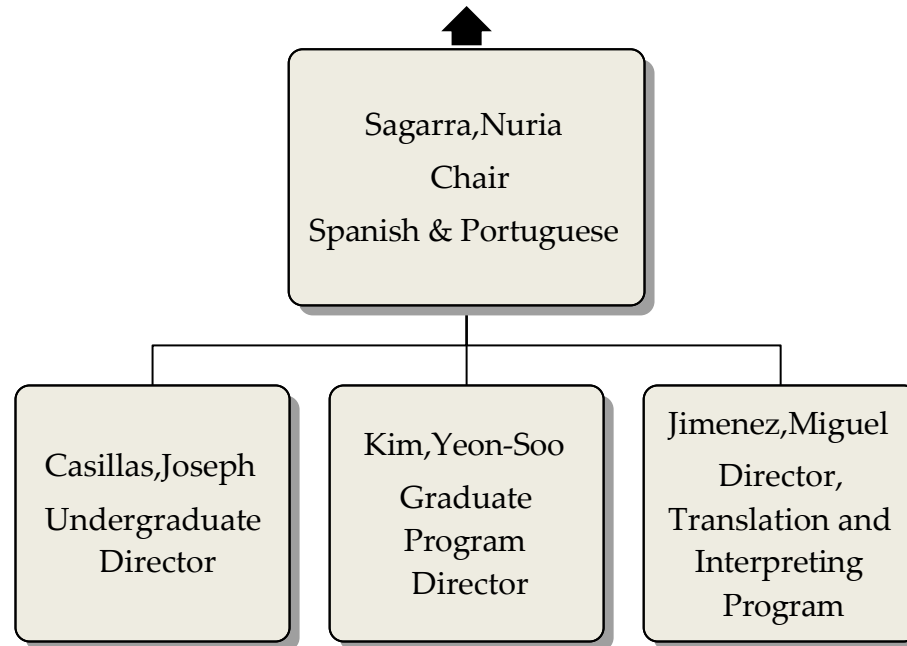 Sagarra,Nuria
Chair
Spanish & Portuguese
Casillas,Joseph
Undergraduate
Director
Kim,Yeon-Soo
Graduate
Program
Director
Jimenez,Miguel
Director,
Translation and
Interpreting
Program